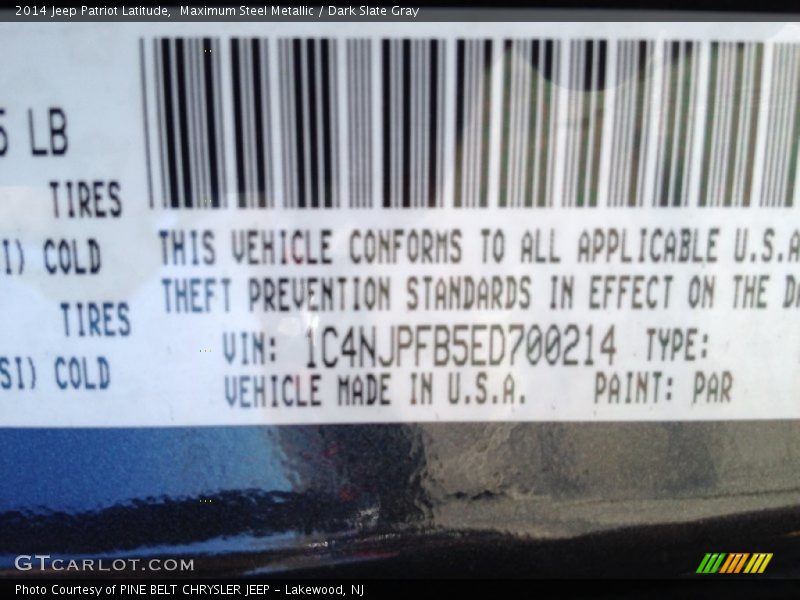 2014 Jeep Patriot Latitude,  Maximum Steel Metallic / Dark Slate Gray
LB
TIRES
COLD
TIRES
COLD
THIS VEHICLE CONFORMS TO ALL APPLICABLE U.S.A
THEFT PREVENTION STANDARDS IN EFFECT ON THE
VIN: 1C4NJPFB5ED700214 TYPE:
VEHICLE MADE IN U.S.A. PAINT: PAR
GTCARLOT.COM
Photo Courtesy of PINE BELT CHRYSLER JEEP - Lakewood, NJ